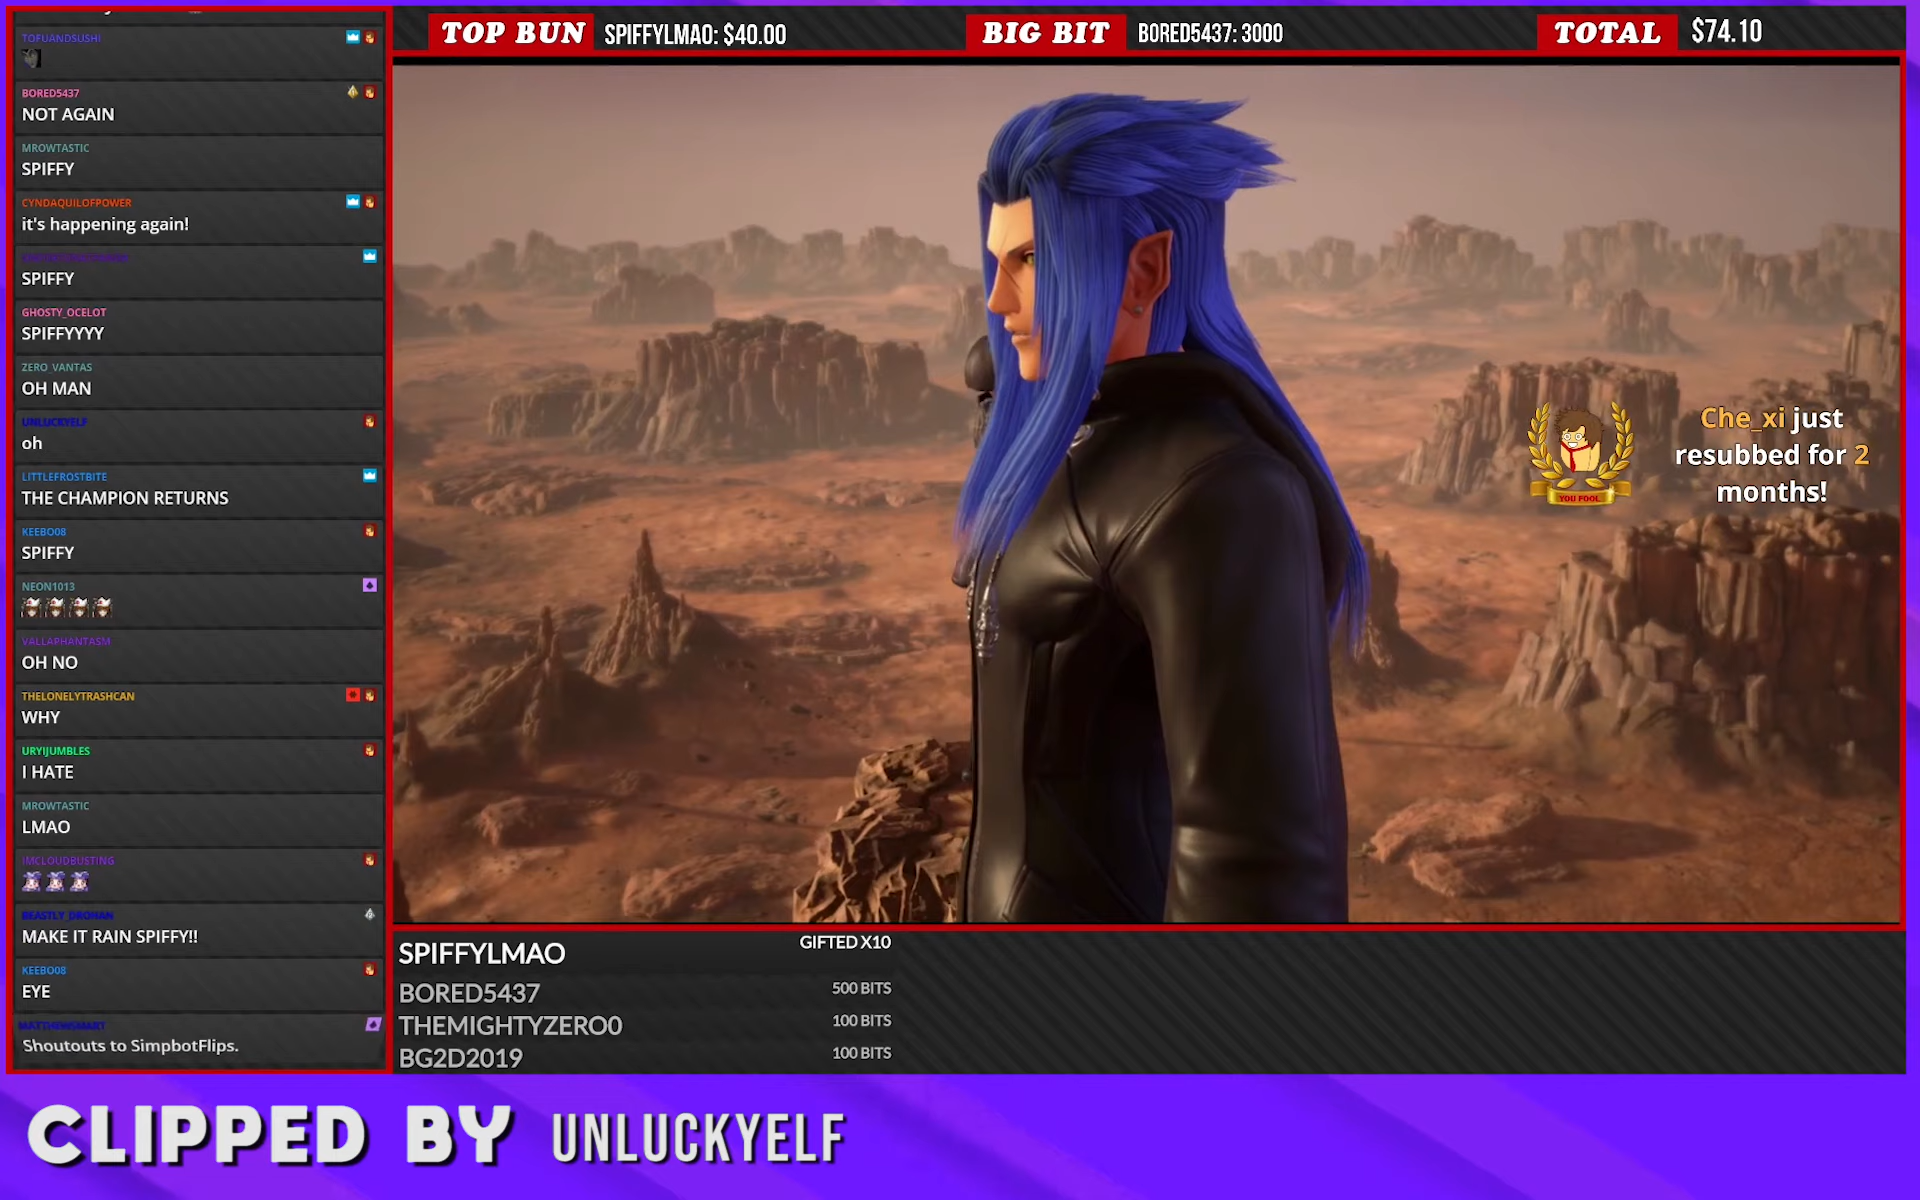 TOP BUN SPIFFYLMAO: $40.00
BIG BIT BORED5437: 3000
TOTAL $74.10
TOFUANDSUSHI
BORED5437
NOT AGAIN
MROWTASTIC
SPIFFY
CYNDAQUILOFPOWER
it's happening again!
SPIFFY
GHOSTY_OCELOT
SPIFFYYYY
ZERO_VANTAS
OH MAN
UNLUCKYELF
oh
LITTLEFROSTBITE
THE CHAMPION RETURNS
KEEBO08
SPIFFY
NEON1013
VALLAPHANTASM
OH NO
THELONELYTRASHCAN
WHY
URYIJUMBLES
I HATE
MROWTASTIC
LMAO
IMCLOUDBUSTING
BEASTLY_DROHAN
MAKE IT RAIN SPIFFY!!
KEEBO08
EYE
MATTHEWSMART
Shoutouts to SimpbotFlips.
Che_xi just
resubbed for 2
months!
YOU FOOL
SPIFFYLMAO GIFTED X10
BORED5437 500 BITS
THEMIGHTYZERO0 100 BITS
BG2D2019 100 BITS
CLIPPED BY UNLUCKYELF